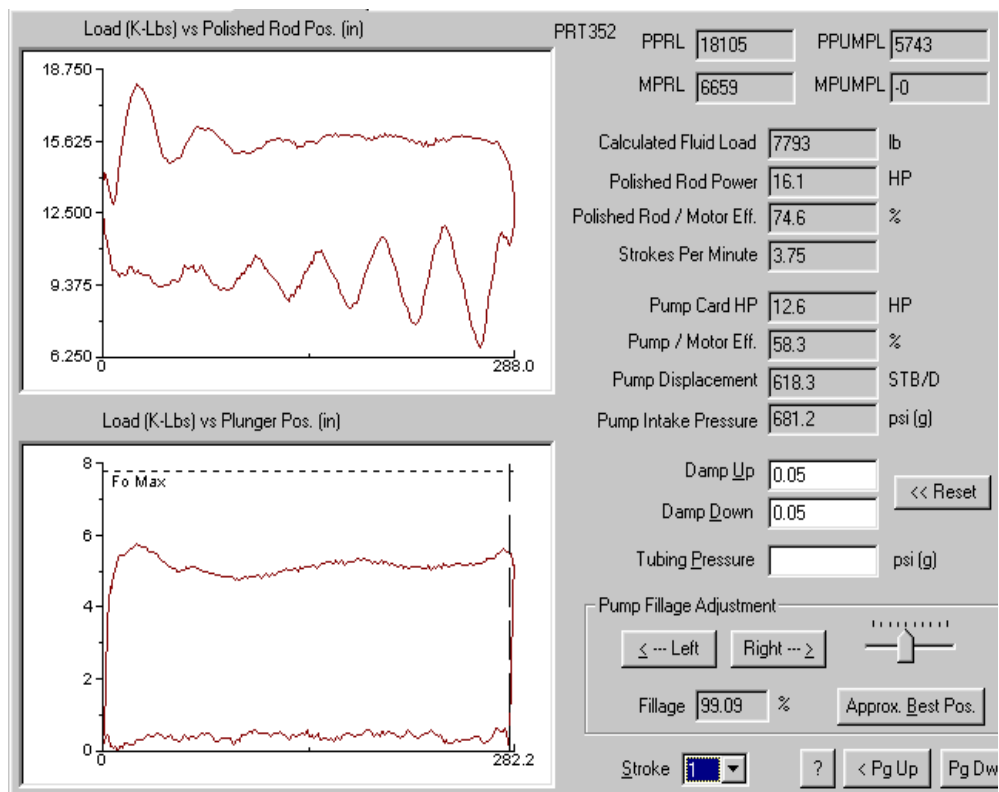 Load (K-Lbs) vs Polished Rod Pos. (in)
18.750
15.625
12.500
9.375
6.250
0
288.0
Load (K-Lbs) vs Plunger Pos. (in)
8
Fo Max
6
4
2
0
0
282.2
PRT352
PPRL 18105 PPUMPL 5743
MPRL 6659 MPUMPL -0
Calculated Fluid Load 7793 lb
Polished Rod Power 16.1 HP
Polished Rod / Motor Eff. 74.6 %
Strokes Per Minute 3.75
Pump Card HP 12.6 HP
Pump / Motor Eff. 58.3 %
Pump Displacement 618.3 STB/D
Pump Intake Pressure 681.2 psi (g)
Damp Up 0.05
<< Reset
Damp Down 0.05
Tubing Pressure psi (g)
Pump Fillage Adjustment
< --- Left Right --- >
Fillage 99.09 % Approx. Best Pos.
Stroke 1 ? < Pg Up Pg Dw